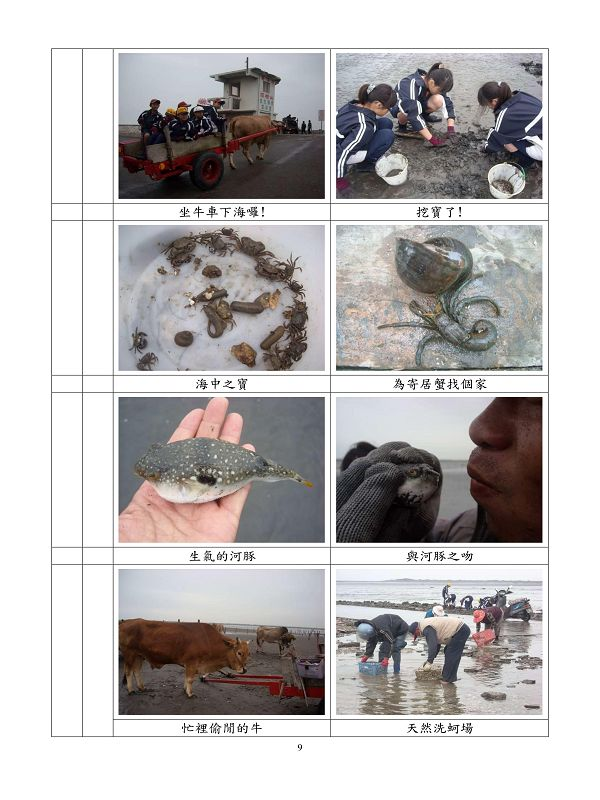 坐牛車下海囉!
挖寶了!
海中之寶
為寄居蟹找個家
生氣的河豚
與河豚之吻
忙裡偷閒的牛
天然洗蚵場
9